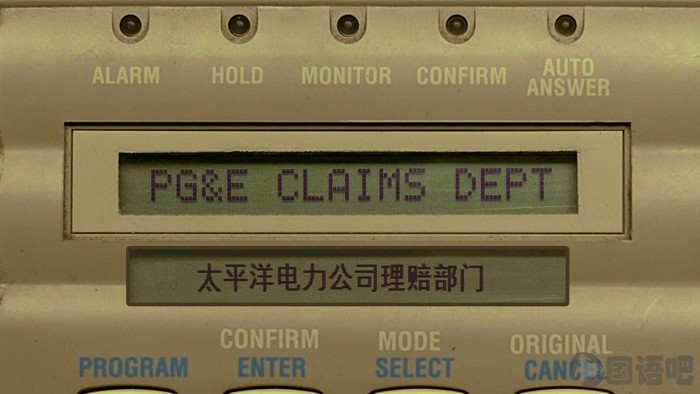 ALARM HOLD MONITOR CONFIRM AUTO ANSWER
PG&E CLAIMS DEPT
太平洋电力公司理赔部门
CONFIRM MODE ORIGINAL
PROGRAM ENTER SELECT CANCEL
国语吧